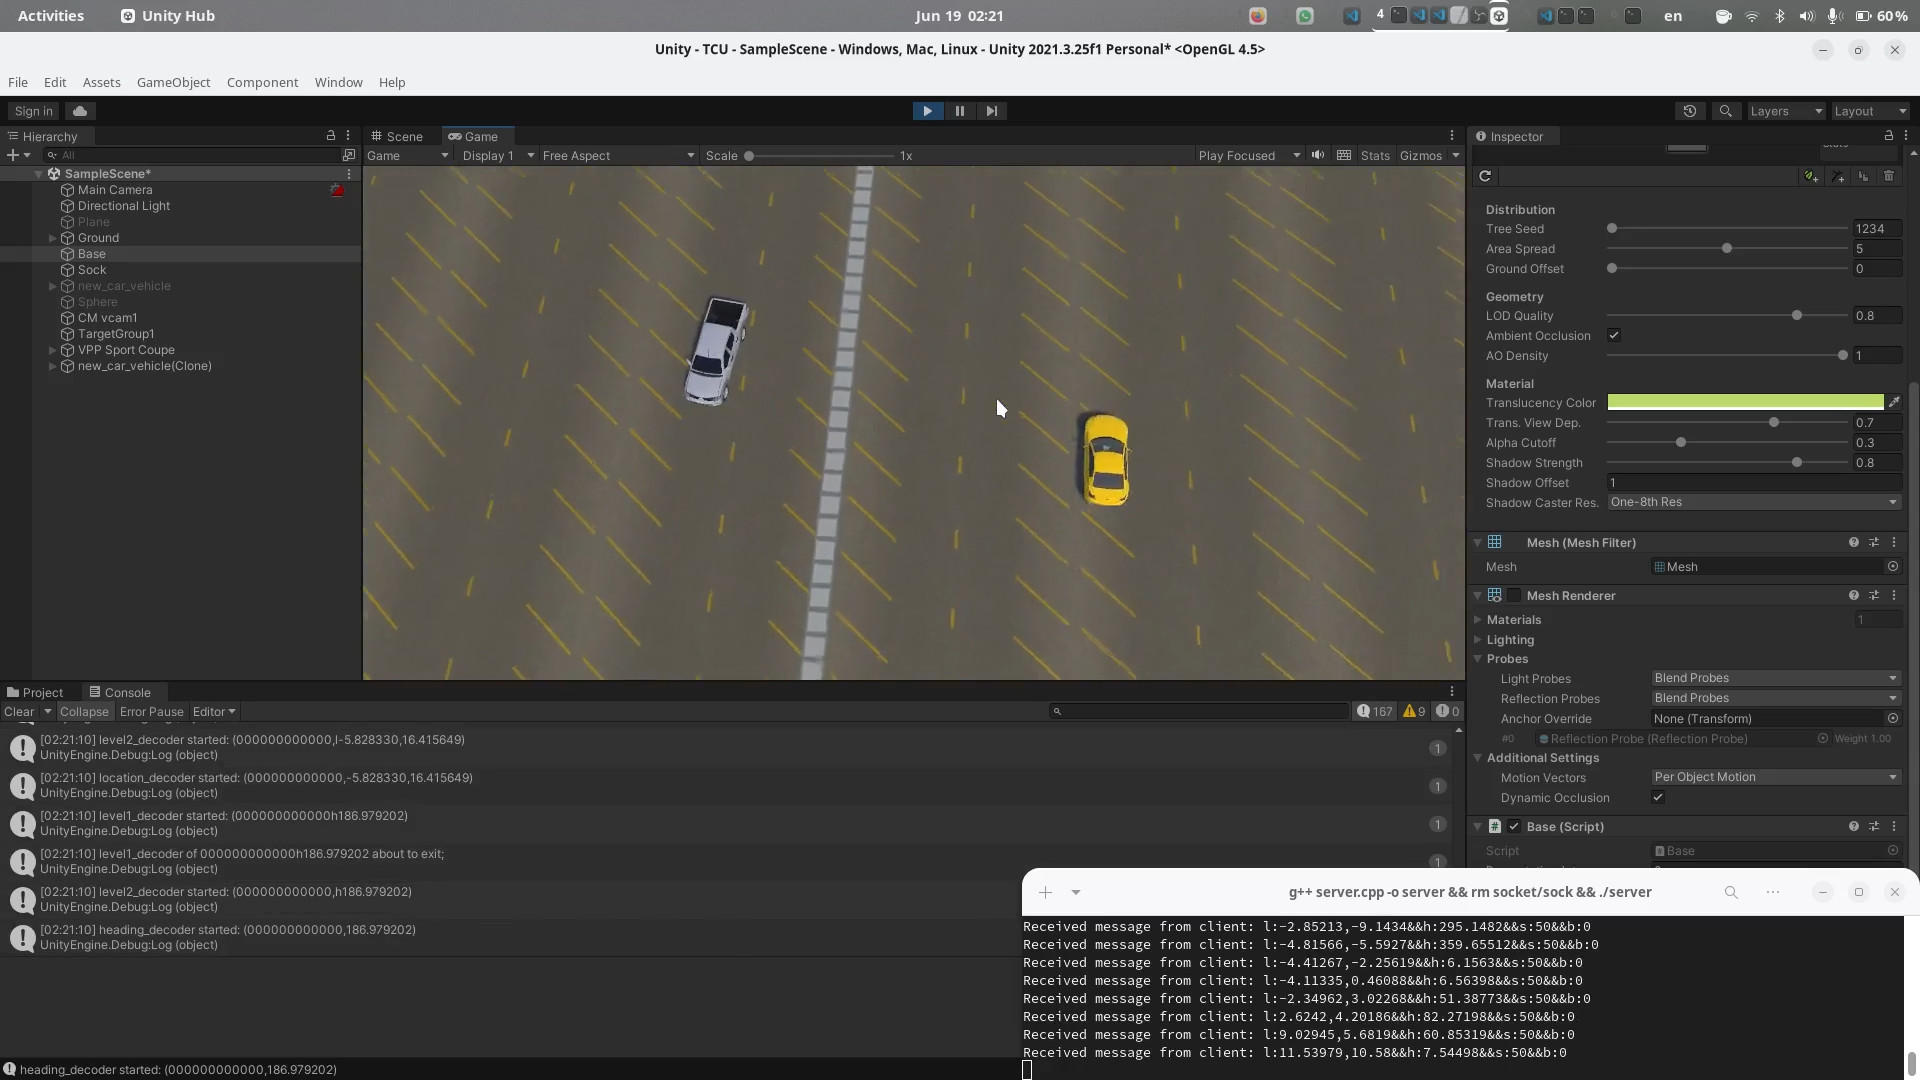 Activities Unity Hub Jun 19 02:21 4 en 60%
Unity - TCU - SampleScene - Windows, Mac, Linux - Unity 2021.3.25f1 Personal* <OpenGL 4.5>
File Edit Assets GameObject Component Window Help
Sign in Layers Layout
Hierarchy
All
SampleScene*
Main Camera
Directional Light
Plane
Ground
Base
Sock
new_car_vehicle
Sphere
CM vcam1
TargetGroup1
VPP Sport Coupe
new_car_vehicle(Clone)
Scene Game
Game Display 1 Free Aspect Scale 1x Play Focused Stats Gizmos
Inspector
Distribution
Tree Seed 1234
Area Spread 5
Ground Offset 0
Geometry
LOD Quality 0.8
Ambient Occlusion
AO Density 1
Material
Translucency Color
Trans. View Dep. 0.7
Alpha Cutoff 0.3
Shadow Strength 0.8
Shadow Offset 1
Shadow Caster Res. One-8th Res
Mesh (Mesh Filter)
Mesh Mesh
Mesh Renderer
Materials 1
Lighting
Probes
Light Probes Blend Probes
Reflection Probes Blend Probes
Anchor Override None (Transform)
#0 Reflection Probe (Reflection Probe) Weight 1.00
Additional Settings
Motion Vectors Per Object Motion
Dynamic Occlusion
Base (Script)
Script Base
Project Console
Clear Collapse Error Pause Editor 167 9 0
[02:21:10] level2_decoder started: (000000000000,l-5.828330,16.415649)
UnityEngine.Debug:Log (object)
1
[02:21:10] location_decoder started: (000000000000,-5.828330,16.415649)
UnityEngine.Debug:Log (object)
1
[02:21:10] level1_decoder started: (000000000000h186.979202)
UnityEngine.Debug:Log (object)
1
[02:21:10] level1_decoder of 000000000000h186.979202 about to exit;
UnityEngine.Debug:Log (object)
1
[02:21:10] level2_decoder started: (000000000000,h186.979202)
UnityEngine.Debug:Log (object)
[02:21:10] heading_decoder started: (000000000000,186.979202)
UnityEngine.Debug:Log (object)
heading_decoder started: (000000000000,186.979202)
g++ server.cpp -o server && rm socket/sock && ./server
Received message from client: l:-2.85213,-9.1434&&h:295.1482&&s:50&&b:0
Received message from client: l:-4.81566,-5.5927&&h:359.65512&&s:50&&b:0
Received message from client: l:-4.41267,-2.25619&&h:6.1563&&s:50&&b:0
Received message from client: l:-4.11335,0.46088&&h:6.56398&&s:50&&b:0
Received message from client: l:-2.34962,3.02268&&h:51.38773&&s:50&&b:0
Received message from client: l:2.6242,4.20186&&h:82.27198&&s:50&&b:0
Received message from client: l:9.02945,5.6819&&h:60.85319&&s:50&&b:0
Received message from client: l:11.53979,10.58&&h:7.54498&&s:50&&b:0